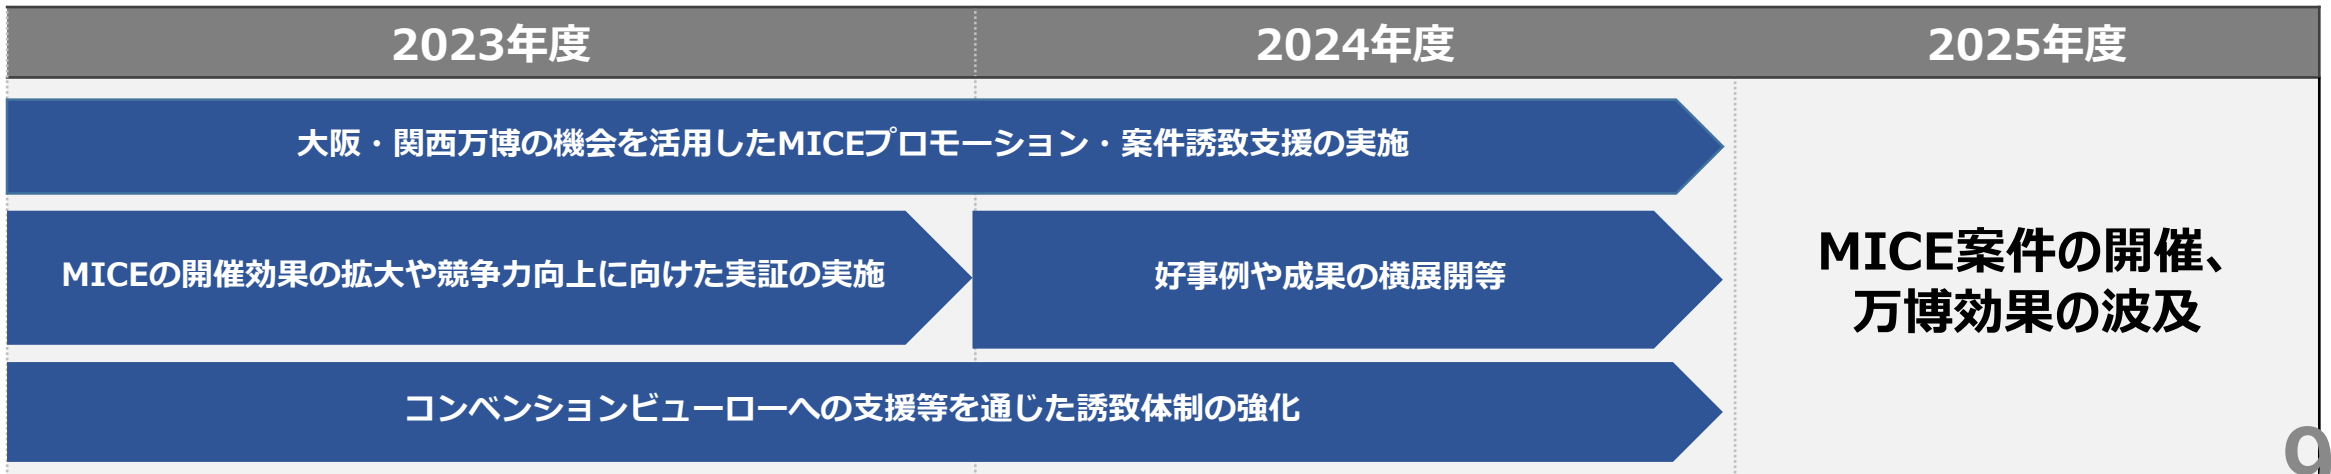 2023年度
2024年度
2025年度
大阪・関西万博の機会を活用したMICEプロモーション・案件誘致支援の実施
MICEの開催効果の拡大や競争力向上に向けた実証の実施
好事例や成果の横展開等
コンベンションビューローへの支援等を通じた誘致体制の強化
MICE案件の開催、
万博効果の波及
9